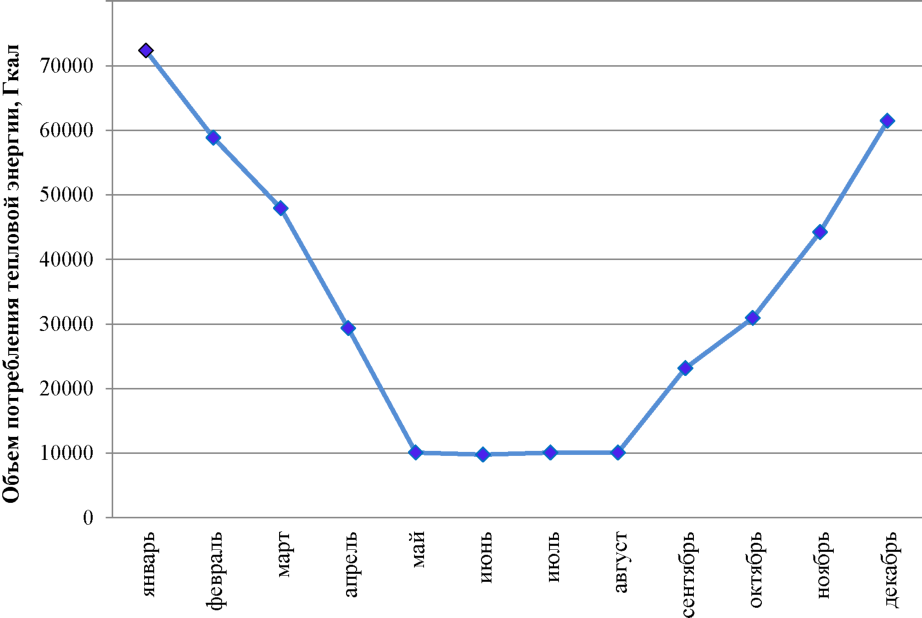 Объем потребления тепловой энергии, Гкал
70000
60000
50000
40000
30000
20000
10000
0
январь
февраль
март
апрель
май
июнь
июль
август
сентябрь
октябрь
ноябрь
декабрь